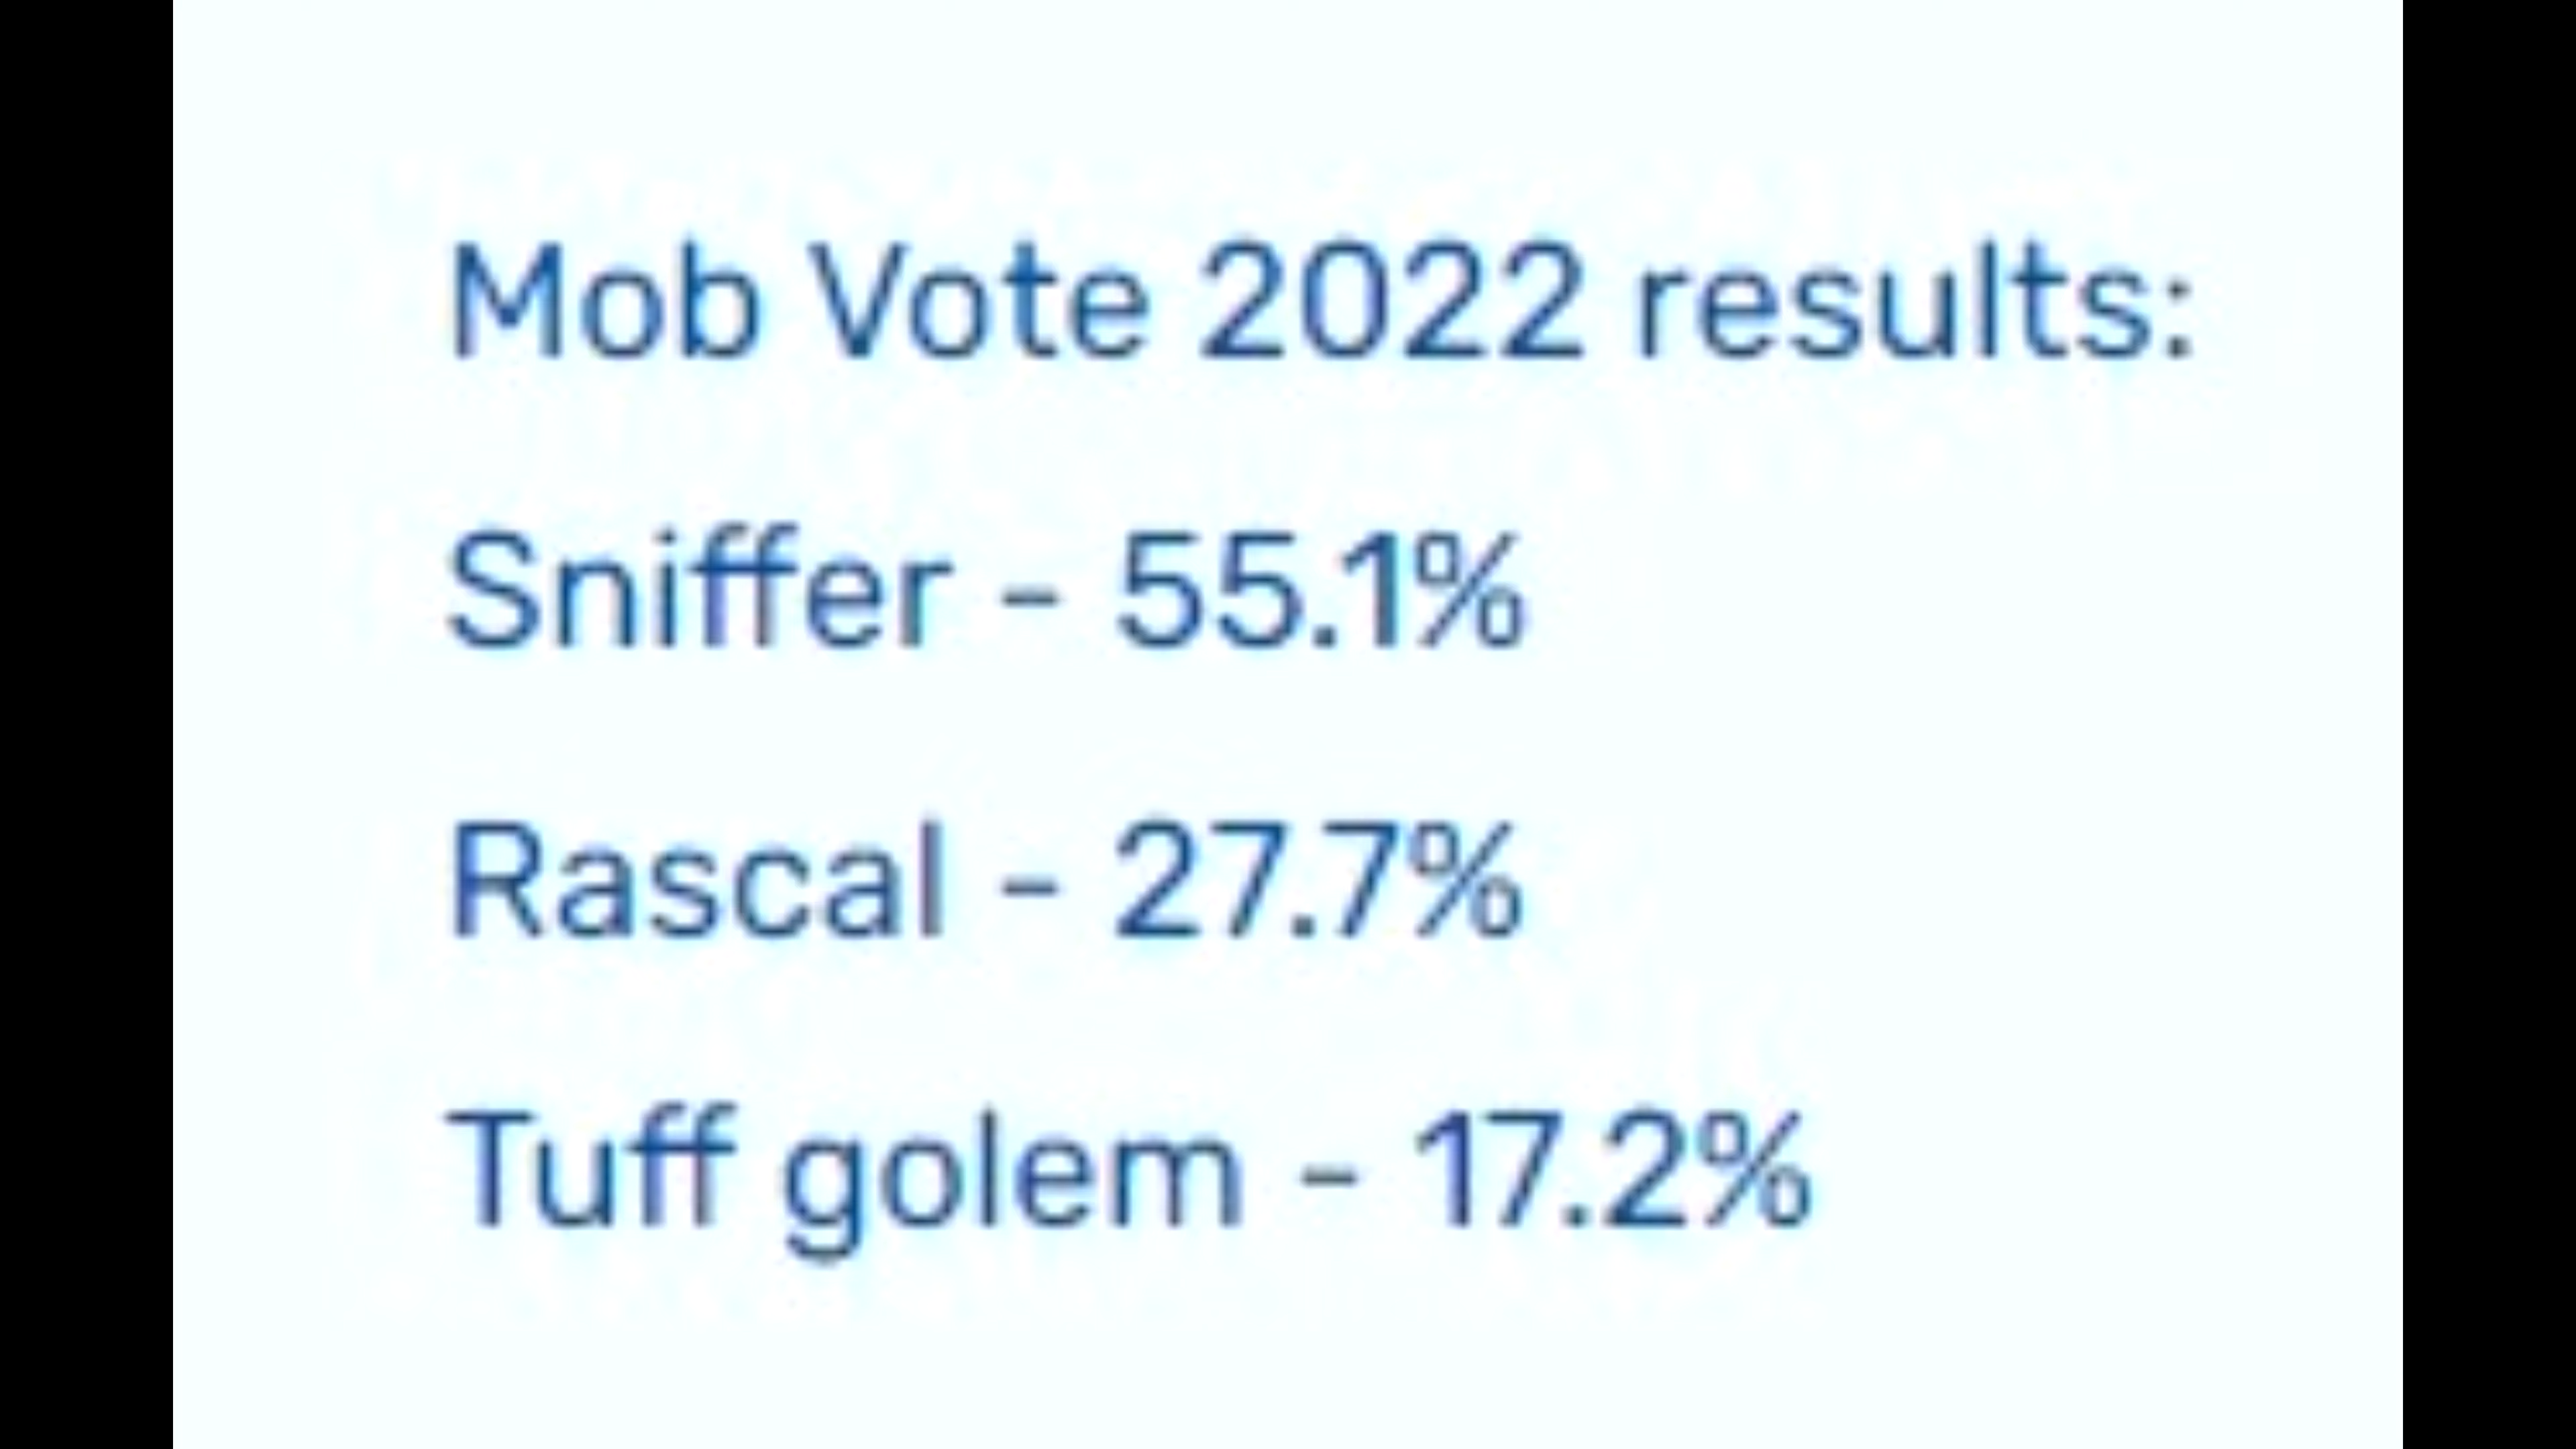 Mob Vote 2022 results:
Sniffer - 55.1%
Rascal - 27.7%
Tuff golem - 17.2%